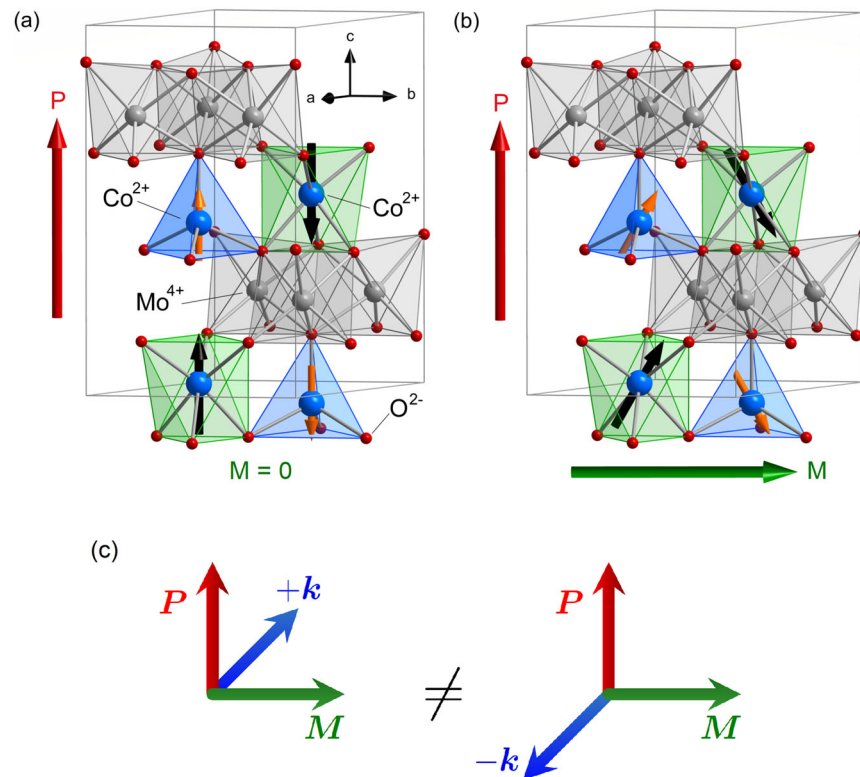 (a)
(b)
P
c
a
b
P
Co2+
Co2+
Mo4+
O2-
M = 0
M
(c)
P
+k
M
≠
P
M
−k